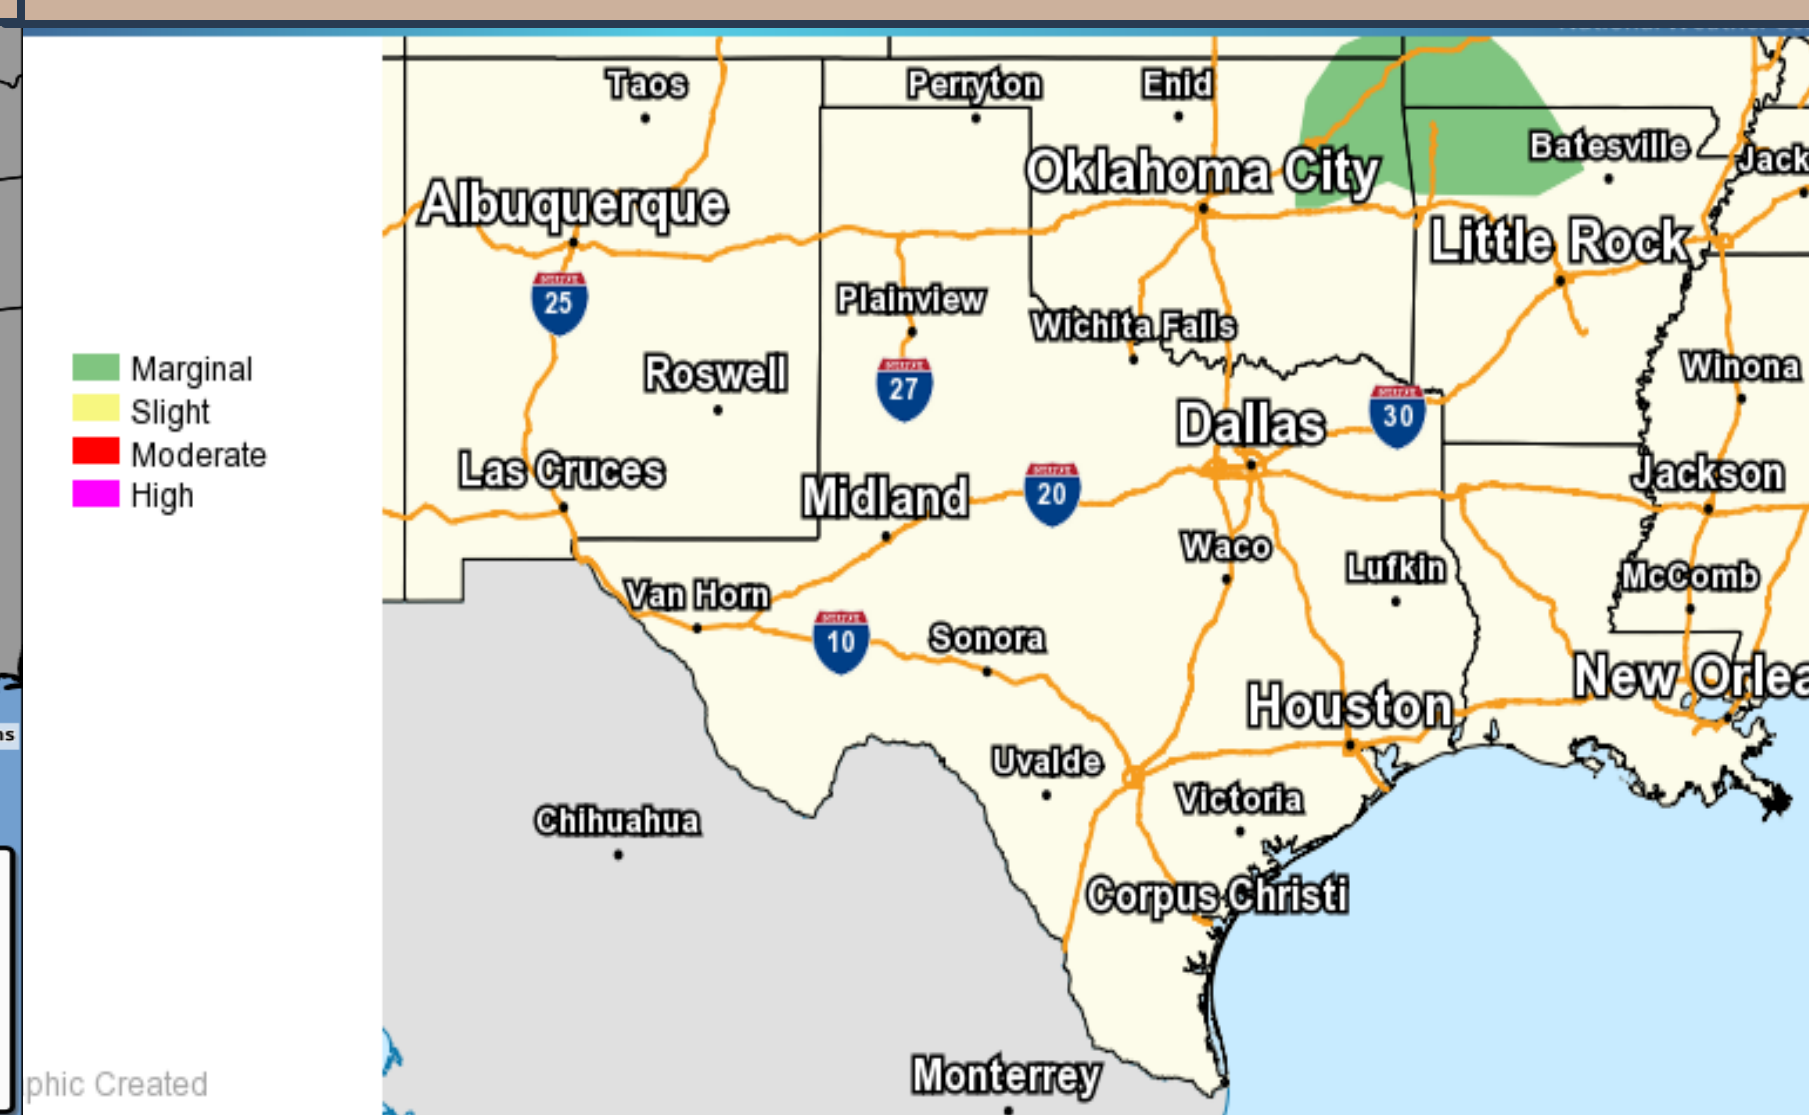 Taos
Perryton
Enid
Batesville
Jack
Oklahoma City
Albuquerque
Little Rock
25
Plainview
Wichita Falls
Marginal
Roswell
27
Winona
Slight
30
Dallas
Moderate
Las Cruces
Jackson
High
Midland
20
Waco
Lufkin
McComb
Van Horn
10
Sonora
New Orlea
Houston
ns
Uvalde
Victoria
Chihuahua
Corpus Christi
phic Created
Monterrey